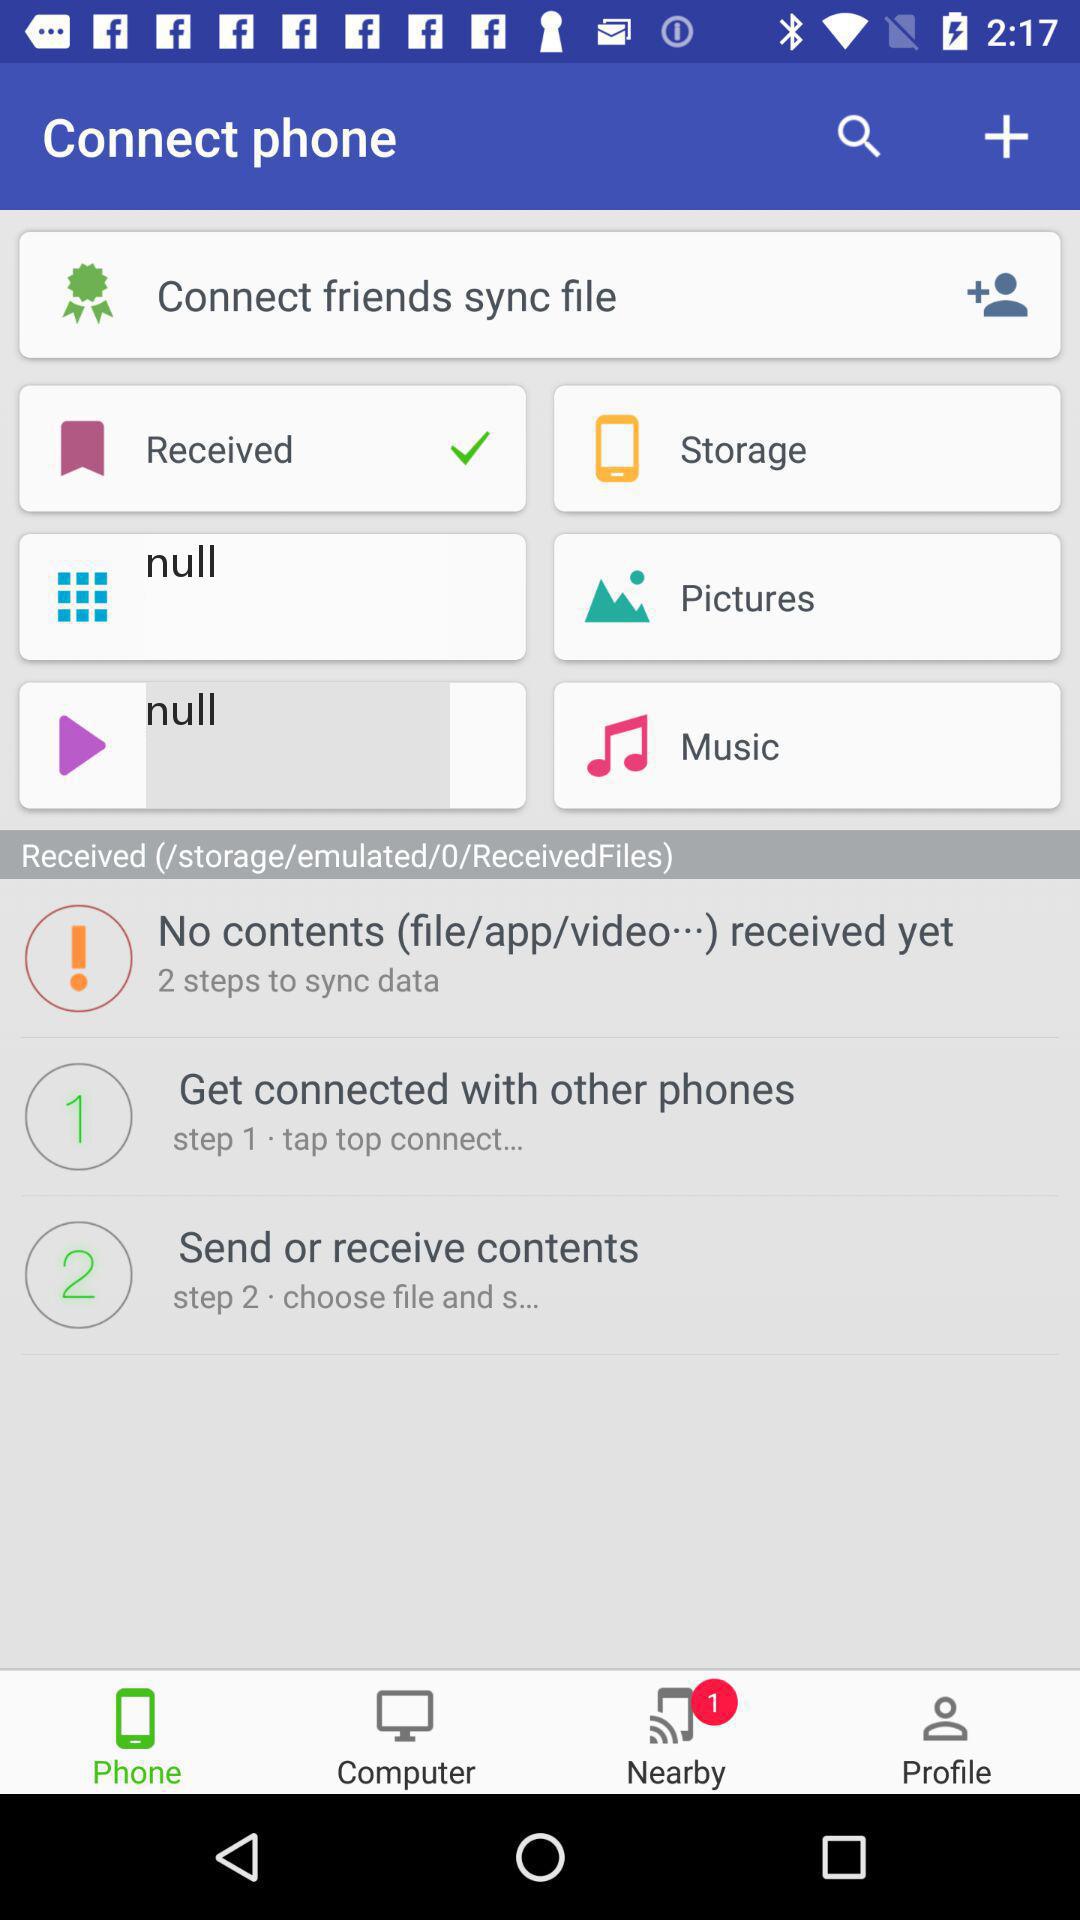 2:17
Connect phone
Connect friends sync file
Received
Storage
null
Pictures
null
Music
Received (/storage/emulated/0/ReceivedFiles)
No contents (file/app/video···) received yet
2 steps to sync data
1
Get connected with other phones
step 1 · tap top connect...
2
Send or receive contents
step 2 · choose file and s...
1
Phone
Computer
Nearby
Profile